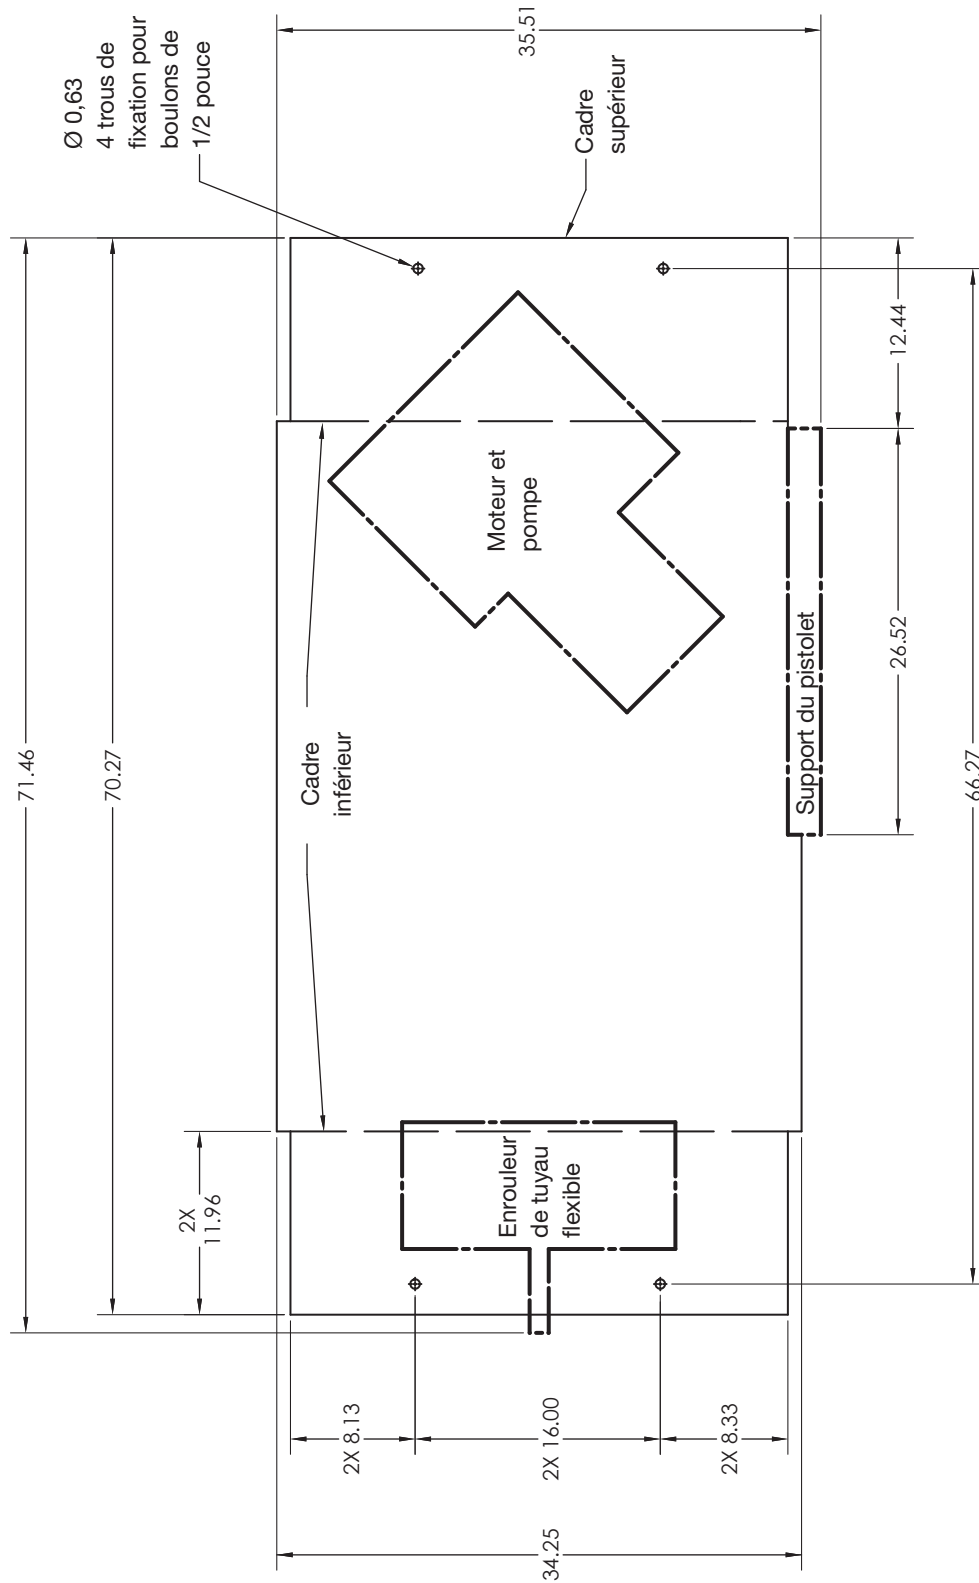 Ø 0,63
4 trous de
fixation pour
boulons de
1/2 pouce
35.51
Cadre
supérieur
71.46
70.27
12.44
Moteur et
pompe
26.52
Support du pistolet
Cadre
inférieur
66.27
2X
11.96
Enrouleur
de tuyau
flexible
2X 8.13
2X 16.00
2X 8.33
34.25